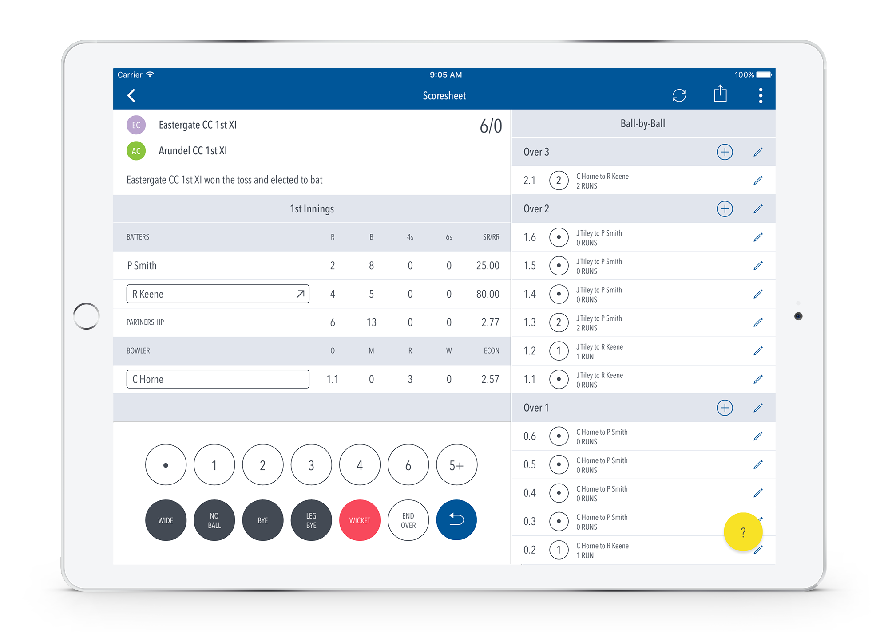 Carrier
9:05 AM
100%
Scoresheet
EC Eastergate CC 1st XI 6/0
AC Arundel CC 1st XI
Eastergate CC 1st XI won the toss and elected to bat
1st Innings
BATTERS R B 4s 6s SR/RR
P Smith 2 8 0 0 25.00
R Keene 4 5 0 0 80.00
PARTNERSHIP 6 13 0 0 2.77
BOWLER O M R W ECON
C Horne 1.1 0 3 0 2.57
• 1 2 3 4 6 5+
WIDE
NO
BALL
BYE
LEG
BYE
WICKET
END
OVER
Ball-by-Ball
Over 3
2.1 2 C Horne to R Keene
2 RUNS
Over 2
1.6 • J Tiley to P Smith
0 RUNS
1.5 • J Tiley to P Smith
0 RUNS
1.4 • J Tiley to P Smith
0 RUNS
1.3 2 J Tiley to P Smith
2 RUNS
1.2 1 J Tiley to R Keene
1 RUN
1.1 • J Tiley to R Keene
0 RUNS
Over 1
0.6 • C Horne to P Smith
0 RUNS
0.5 • C Horne to P Smith
0 RUNS
0.4 • C Horne to P Smith
0 RUNS
0.3 • C Horne to P Smith
0 RUNS
0.2 1 C Horne to R Keene
1 RUN
?